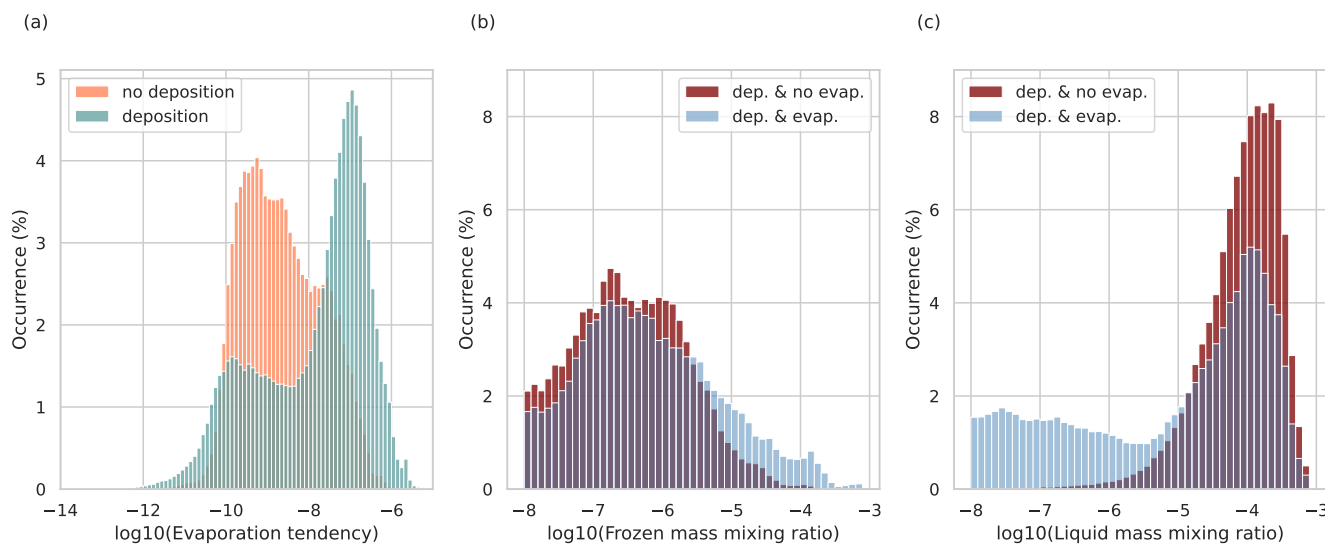 (a)
(b)
(c)
5
4
3
2
1
0
Occurrence (%)
no deposition
deposition
−14
−12
−10
−8
−6
log10(Evaporation tendency)
8
6
4
2
0
Occurrence (%)
dep. & no evap.
dep. & evap.
−8
−7
−6
−5
−4
−3
log10(Frozen mass mixing ratio)
8
6
4
2
0
Occurrence (%)
dep. & no evap.
dep. & evap.
−8
−7
−6
−5
−4
−3
log10(Liquid mass mixing ratio)